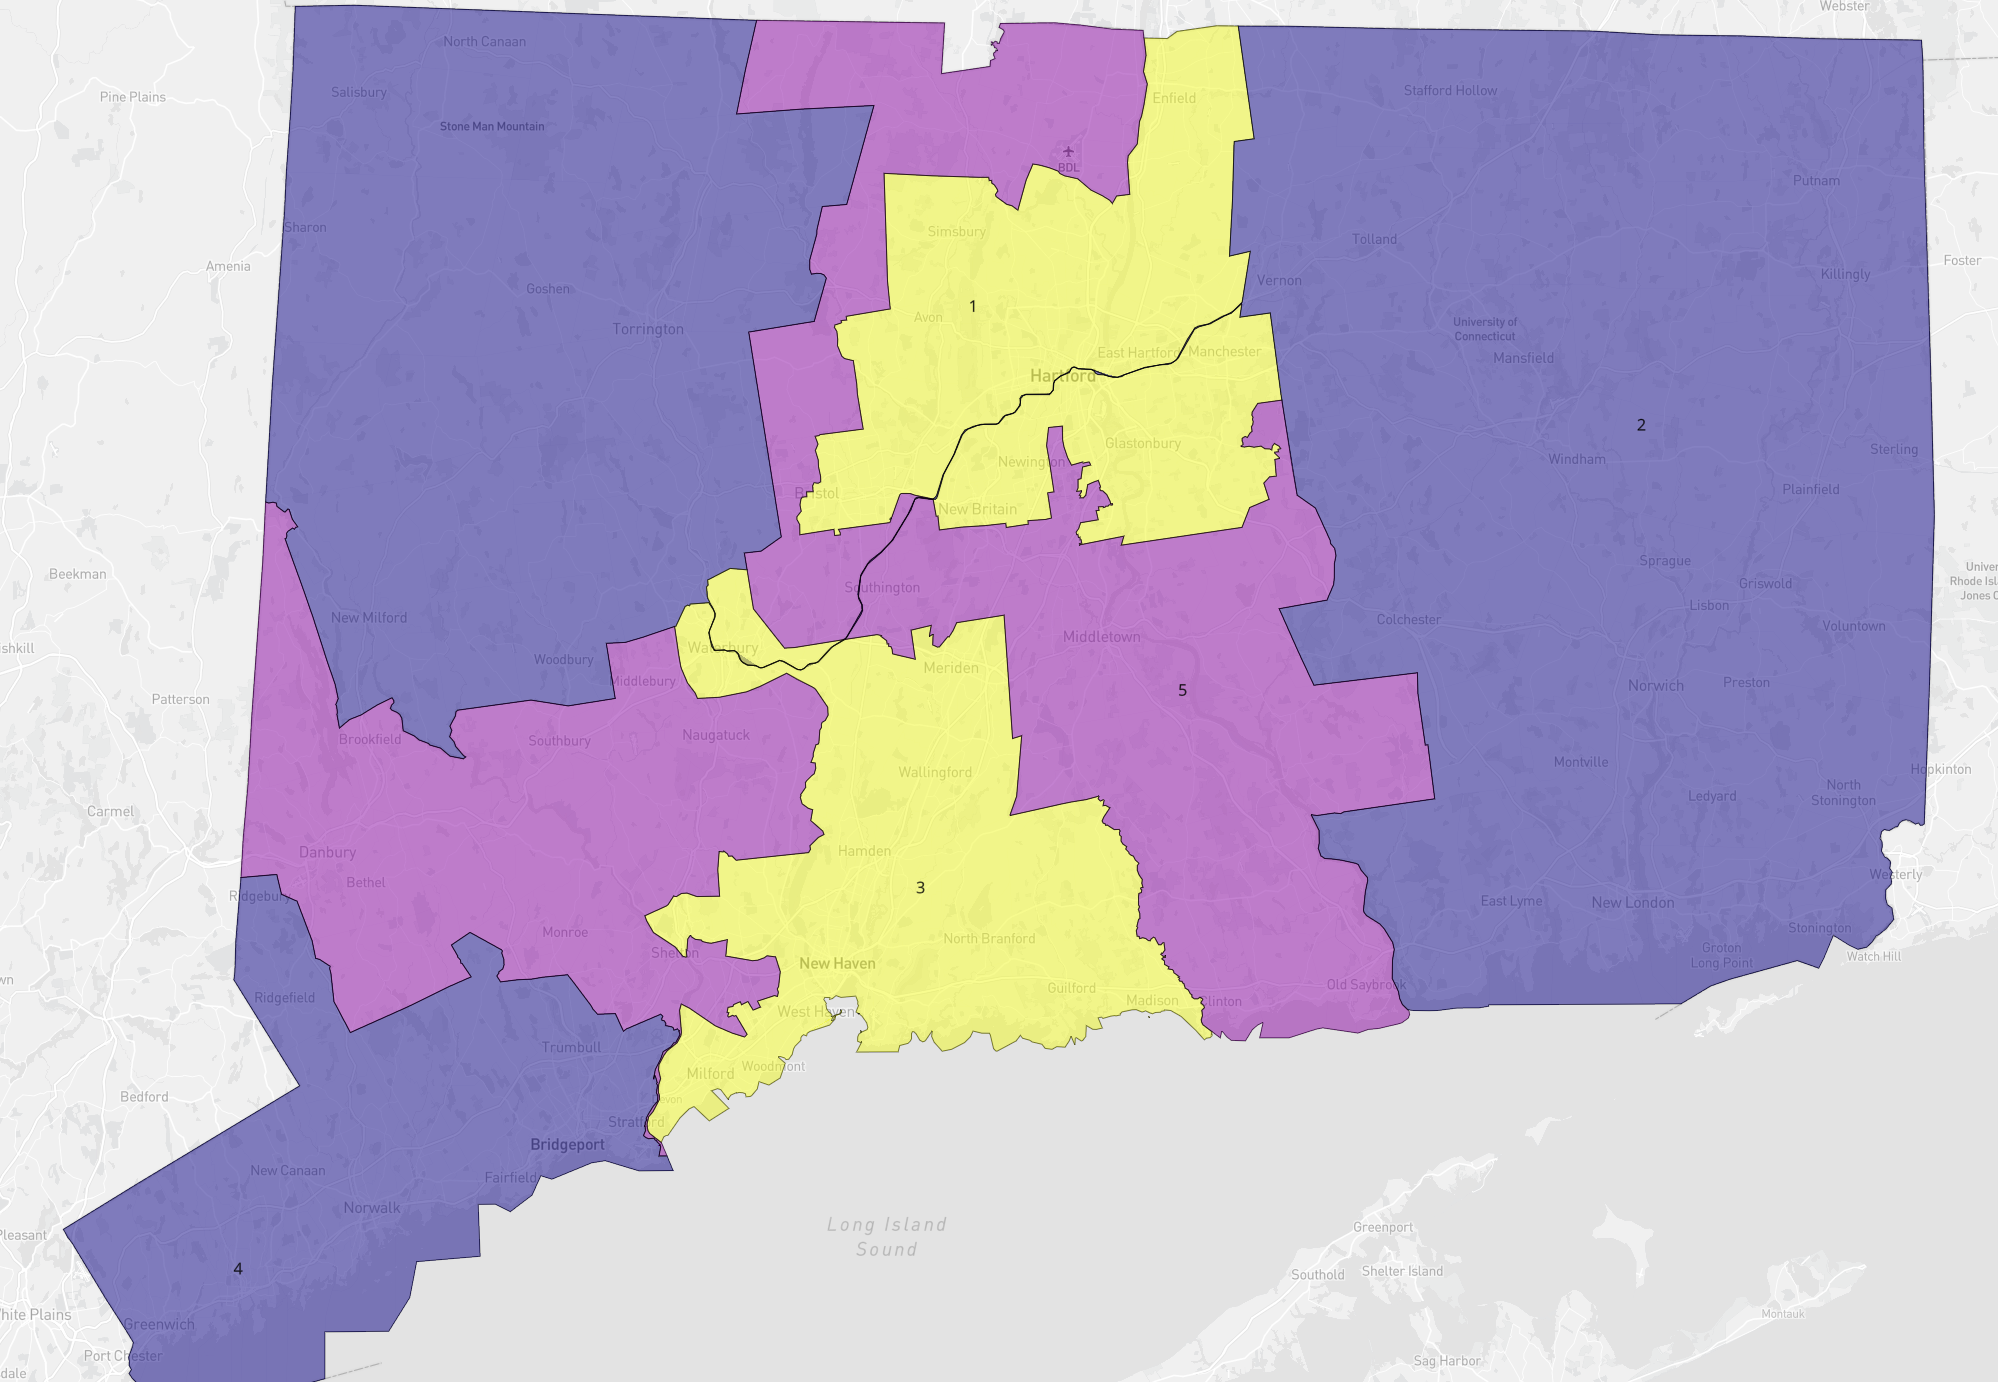 Webster
North Canaan
Pine Plains
Salisbury
Enfield
Stafford Hollow
Stone Man Mountain
BDL
Putnam
Sharon
Simsbury
Tolland
Amenia
Foster
Goshen
Vernon
Killingly
1
Avon
Torrington
University of
Connecticut
East Hartford
Manchester
Mansfield
Hartford
2
Glastonbury
Sterling
Newington
Windham
Bristol
Plainfield
New Britain
Sprague
Beekman
Univer
Rhode Isl
Jones C
Southington
Griswold
Lisbon
New Milford
Colchester
Voluntown
Middletown
shkill
Waterbury
Woodbury
Meriden
Middlebury
Norwich
Preston
5
Patterson
Brookfield
Southbury
Naugatuck
Montville
Wallingford
Hopkinton
North
Stonington
Ledyard
Carmel
Danbury
Hamden
Bethel
3
Westerly
Ridgebury
East Lyme
New London
Monroe
North Branford
Stonington
Shelton
Groton
Long Point
Watch Hill
New Haven
wn
Ridgefield
Guilford
Old Saybrook
Madison
Clinton
West Haven
Trumbull
Woodmont
Milford
Bedford
von
Stratford
Bridgeport
New Canaan
Fairfield
Norwalk
Long Island
Sound
Pleasant
Greenport
4
Southold
Shelter Island
hite Plains
Greenwich
Montauk
Port Chester
Sag Harbor
dale